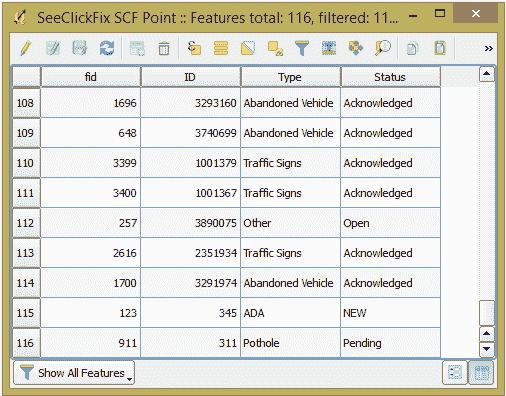 SeeClickFix SCF Point :: Features total: 116, filtered: 11...
»
fid ID Type Status
108 1696 3293160 Abandoned Vehicle Acknowledged
109 648 3740699 Abandoned Vehicle Acknowledged
110 3399 1001379 Traffic Signs Acknowledged
111 3400 1001367 Traffic Signs Acknowledged
112 257 3890075 Other Open
113 2616 2351934 Traffic Signs Acknowledged
114 1700 3291974 Abandoned Vehicle Acknowledged
115 123 345 ADA NEW
116 911 311 Pothole Pending
Show All Features